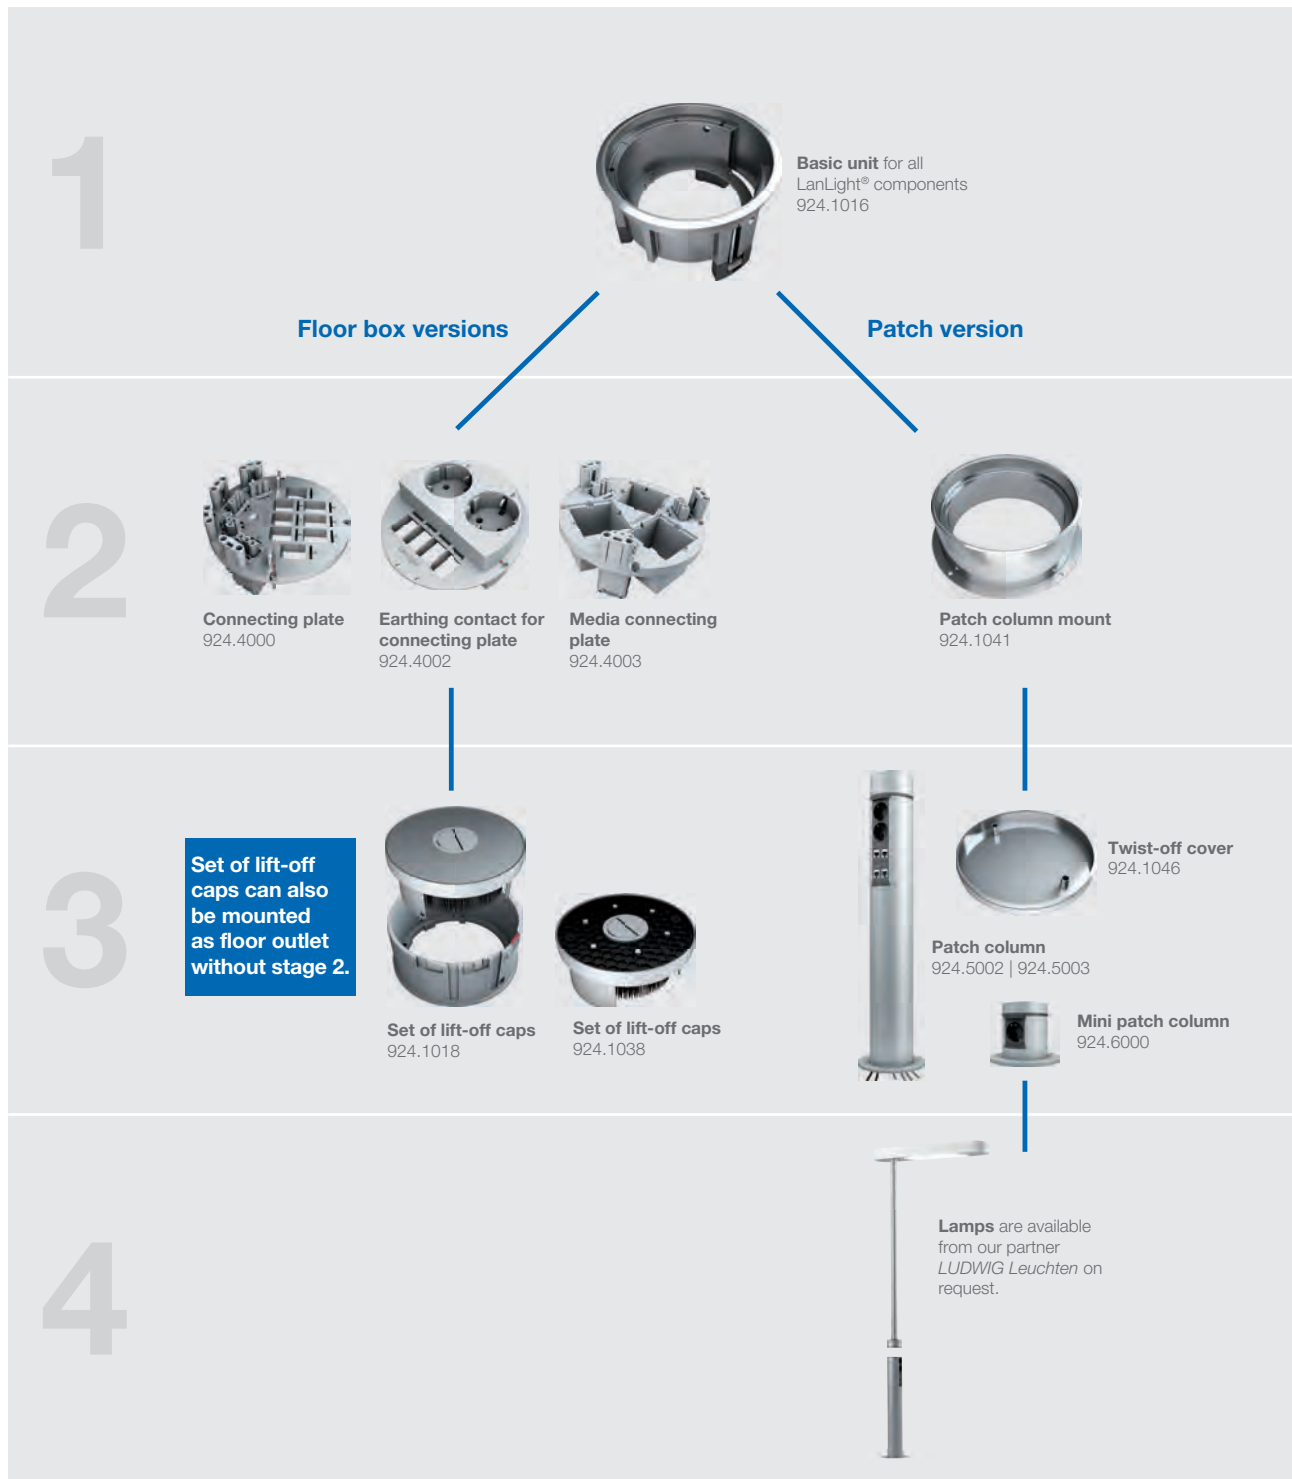 1
Basic unit for all
LanLight® components
924.1016
Floor box versions
Patch version
2
Connecting plate
924.4000
Earthing contact for
connecting plate
924.4002
Media connecting
plate
924.4003
Patch column mount
924.1041
3
Set of lift-off
caps can also
be mounted
as floor outlet
without stage 2.
Set of lift-off caps
924.1018
Set of lift-off caps
924.1038
Twist-off cover
924.1046
Patch column
924.5002 | 924.5003
Mini patch column
924.6000
4
Lamps are available
from our partner
LUDWIG Leuchten on
request.